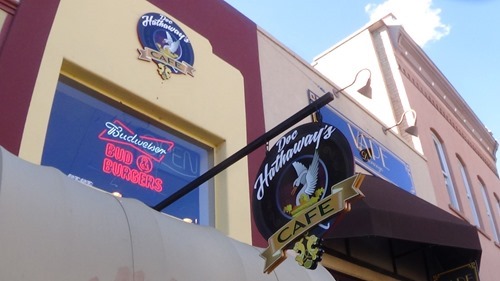 Doc
Hathaway's
CAFE
Budweiser
BUD
BURGERS
Doc
Hathaway's
CAFE